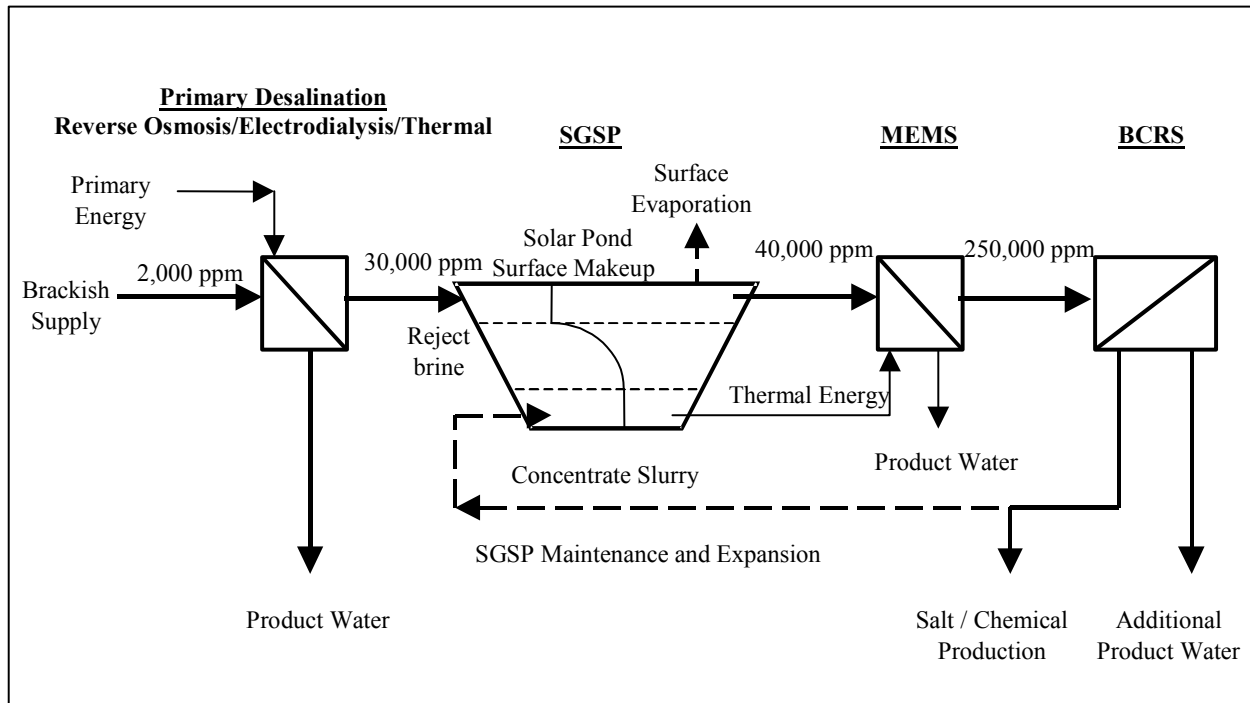 Primary Desalination
Reverse Osmosis/Electrodialysis/Thermal
SGSP
MEMS
BCRS
Primary
Energy
Surface
Evaporation
Brackish
Supply
2,000 ppm
30,000 ppm
Reject
brine
Solar Pond
Surface Makeup
40,000 ppm
250,000 ppm
Thermal Energy
Product Water
Concentrate Slurry
SGSP Maintenance and Expansion
Product Water
Salt / Chemical
Production
Additional
Product Water